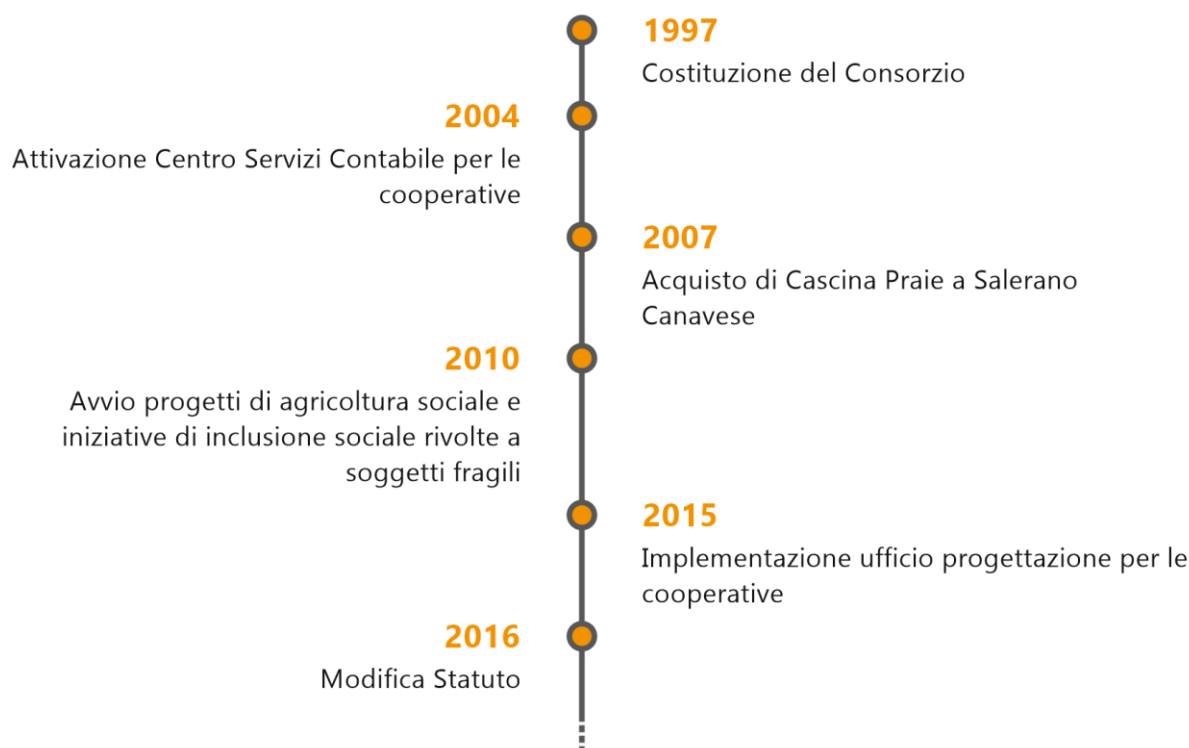 1997
Costituzione del Consorzio
2004
Attivazione Centro Servizi Contabile per le
cooperative
2007
Acquisto di Cascina Praie a Salerano
Canavese
2010
Avvio progetti di agricoltura sociale e
iniziative di inclusione sociale rivolte a
soggetti fragili
2015
Implementazione ufficio progettazione per le
cooperative
2016
Modifica Statuto